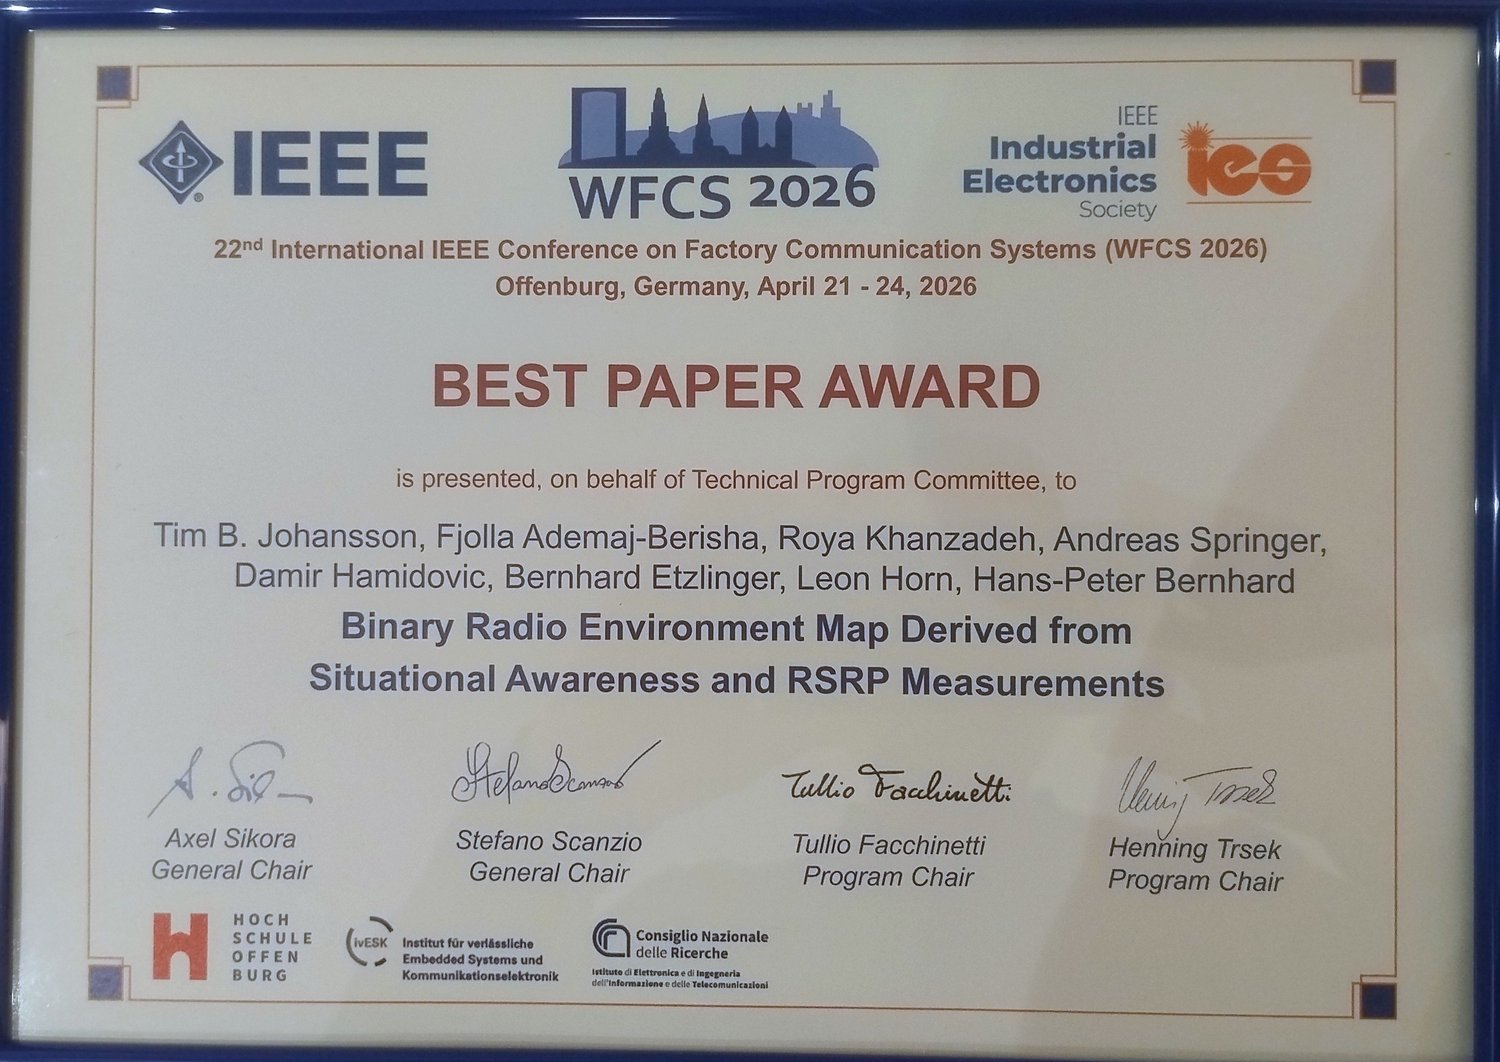 IEEE
WFCS 2026
IEEE
Industrial
Electronics
Society
ies
22nd International IEEE Conference on Factory Communication Systems (WFCS 2026)
Offenburg, Germany, April 21 - 24, 2026
BEST PAPER AWARD
is presented, on behalf of Technical Program Committee, to
Tim B. Johansson, Fjolla Ademaj-Berisha, Roya Khanzadeh, Andreas Springer,
Damir Hamidovic, Bernhard Etzlinger, Leon Horn, Hans-Peter Bernhard
Binary Radio Environment Map Derived from
Situational Awareness and RSRP Measurements
Stefano Scanzio
Tullio Facchinetti
Axel Sikora
General Chair
Stefano Scanzio
General Chair
Tullio Facchinetti
Program Chair
Henning Trsek
Program Chair
HOCH
SCHULE
OFFEN
BURG
ivESK
Institut für verlässliche
Embedded Systems und
Kommunikationselektronik
Consiglio Nazionale
delle Ricerche
Istituto di Elettronica e di Ingegneria
dell'Informazione e delle Telecomunicazioni